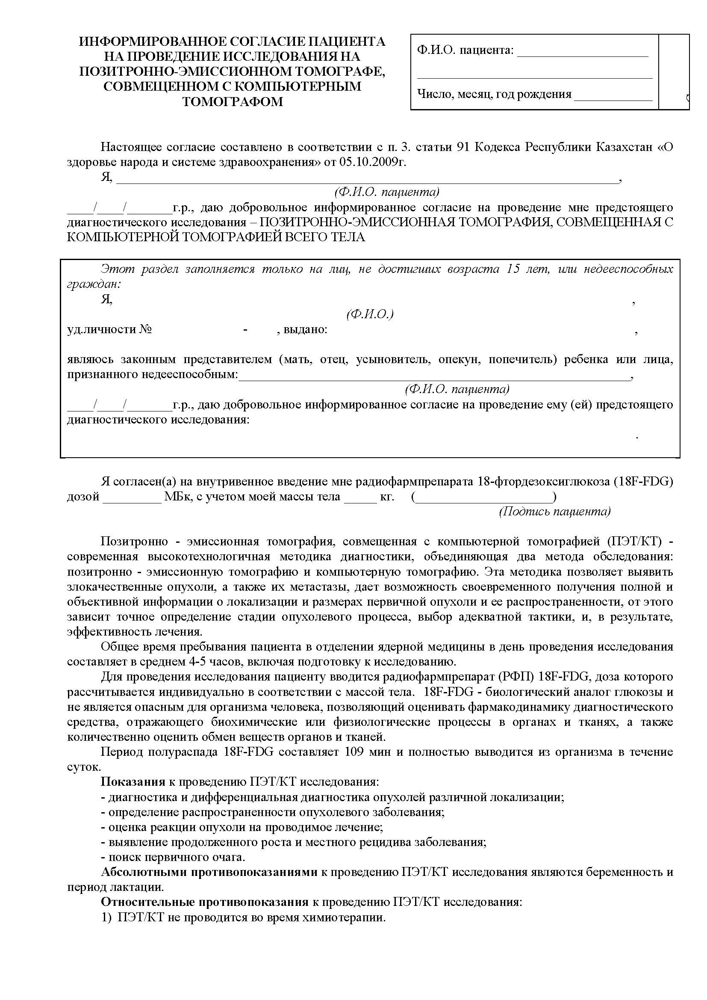 ИНФОРМИРОВАННОЕ СОГЛАСИЕ ПАЦИЕНТА
НА ПРОВЕДЕНИЕ ИССЛЕДОВАНИЯ НА
ПОЗИТРОННО-ЭМИССИОННОМ ТОМОГРАФЕ,
СОВМЕЩЕННОМ С КОМПЬЮТЕРНЫМ
ТОМОГРАФОМ
Ф.И.О. пациента: ____________________
____________________________________
Число, месяц, год рождения ____________
Настоящее согласие составлено в соответствии с п. 3. статьи 91 Кодекса Республики Казахстан «О
здоровье народа и системе здравоохранения» от 05.10.2009г.
Я, _____________________________________________________________________________,
(Ф.И.О. пациента)
____/____/_______г.р., даю добровольное информированное согласие на проведение мне предстоящего
диагностического исследования – ПОЗИТРОННО-ЭМИССИОННАЯ ТОМОГРАФИЯ, СОВМЕЩЕННАЯ С
КОМПЬЮТЕРНОЙ ТОМОГРАФИЕЙ ВСЕГО ТЕЛА
Этот раздел заполняется только на лиц, не достигших возраста 15 лет, или недееспособных
граждан:
Я, ,
(Ф.И.О.)
уд.личности № - , выдано: ,
являюсь законным представителем (мать, отец, усыновитель, опекун, попечитель) ребенка или лица,
признанного недееспособным:____________________________________________________________,
(Ф.И.О. пациента)
____/____/_______г.р., даю добровольное информированное согласие на проведение ему (ей) предстоящего
диагностического исследования:
.
Я согласен(а) на внутривенное введение мне радиофармпрепарата 18-фтордезоксиглюкоза (18F-FDG)
дозой _________ МБк, с учетом моей массы тела _____ кг. (_____________________)
(Подпись пациента)
Позитронно - эмиссионная томография, совмещенная с компьютерной томографией (ПЭТ/КТ) -
современная высокотехнологичная методика диагностики, объединяющая два метода обследования:
позитронно - эмиссионную томографию и компьютерную томографию. Эта методика позволяет выявить
злокачественные опухоли, а также их метастазы, дает возможность своевременного получения полной и
объективной информации о локализации и размерах первичной опухоли и ее распространенности, от этого
зависит точное определение стадии опухолевого процесса, выбор адекватной тактики, и, в результате,
эффективность лечения.
Общее время пребывания пациента в отделении ядерной медицины в день проведения исследования
составляет в среднем 4-5 часов, включая подготовку к исследованию.
Для проведения исследования пациенту вводится радиофармпрепарат (РФП) 18F-FDG, доза которого
рассчитывается индивидуально в соответствии с массой тела. 18F-FDG - биологический аналог глюкозы и
не является опасным для организма человека, позволяющий оценивать фармакодинамику диагностического
средства, отражающего биохимические или физиологические процессы в органах и тканях, а также
количественно оценить обмен веществ органов и тканей.
Период полураспада 18F-FDG составляет 109 мин и полностью выводится из организма в течение
суток.
Показания к проведению ПЭТ/КТ исследования:
- диагностика и дифференциальная диагностика опухолей различной локализации;
- определение распространенности опухолевого заболевания;
- оценка реакции опухоли на проводимое лечение;
- выявление продолженного роста и местного рецидива заболевания;
- поиск первичного очага.
Абсолютными противопоказаниями к проведению ПЭТ/КТ исследования являются беременность и
период лактации.
Относительные противопоказания к проведению ПЭТ/КТ исследования:
1) ПЭТ/КТ не проводится во время химиотерапии.